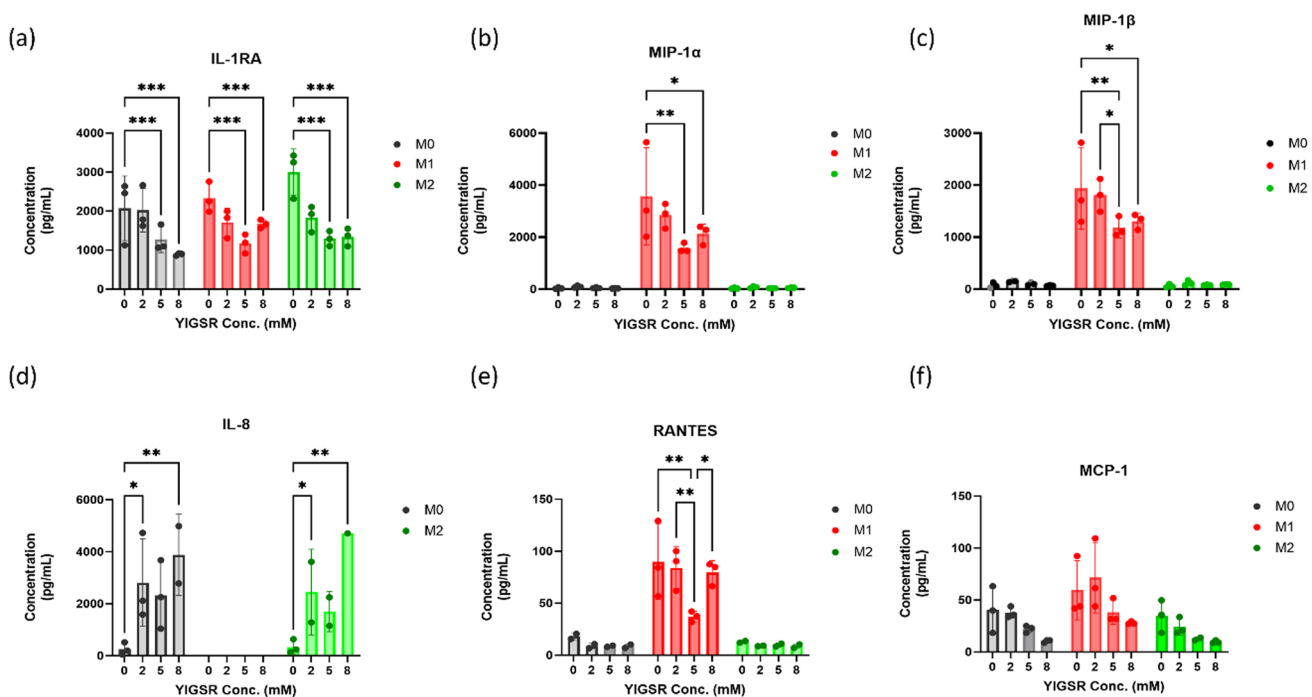 (a)
IL-1RA
***
***
***
***
***
***
4000
3000
2000
1000
0
Concentration
(pg/mL)
0 2 5 8 0 2 5 8 0 2 5 8
YIGSR Conc. (mM)
M0
M1
M2
(b)
MIP-1α
*
**
6000
4000
2000
0
Concentration
(pg/mL)
0 2 5 8 0 2 5 8 0 2 5 8
YIGSR Conc. (mM)
M0
M1
M2
(c)
MIP-1β
*
**
*
3000
2000
1000
0
Concentration
(pg/mL)
0 2 5 8 0 2 5 8 0 2 5 8
YIGSR Conc. (mM)
M0
M1
M2
(d)
IL-8
**
*
**
*
6000
4000
2000
0
Concentration
(pg/mL)
0 2 5 8 0 2 5 8 0 2 5 8
YIGSR Conc. (mM)
M0
M2
(e)
RANTES
** *
**
150
100
50
0
Concentration
(pg/mL)
0 2 5 8 0 2 5 8 0 2 5 8
YIGSR Conc. (mM)
M0
M1
M2
(f)
MCP-1
150
100
50
0
Concentration
(pg/mL)
0 2 5 8 0 2 5 8 0 2 5 8
YIGSR Conc. (mM)
M0
M1
M2